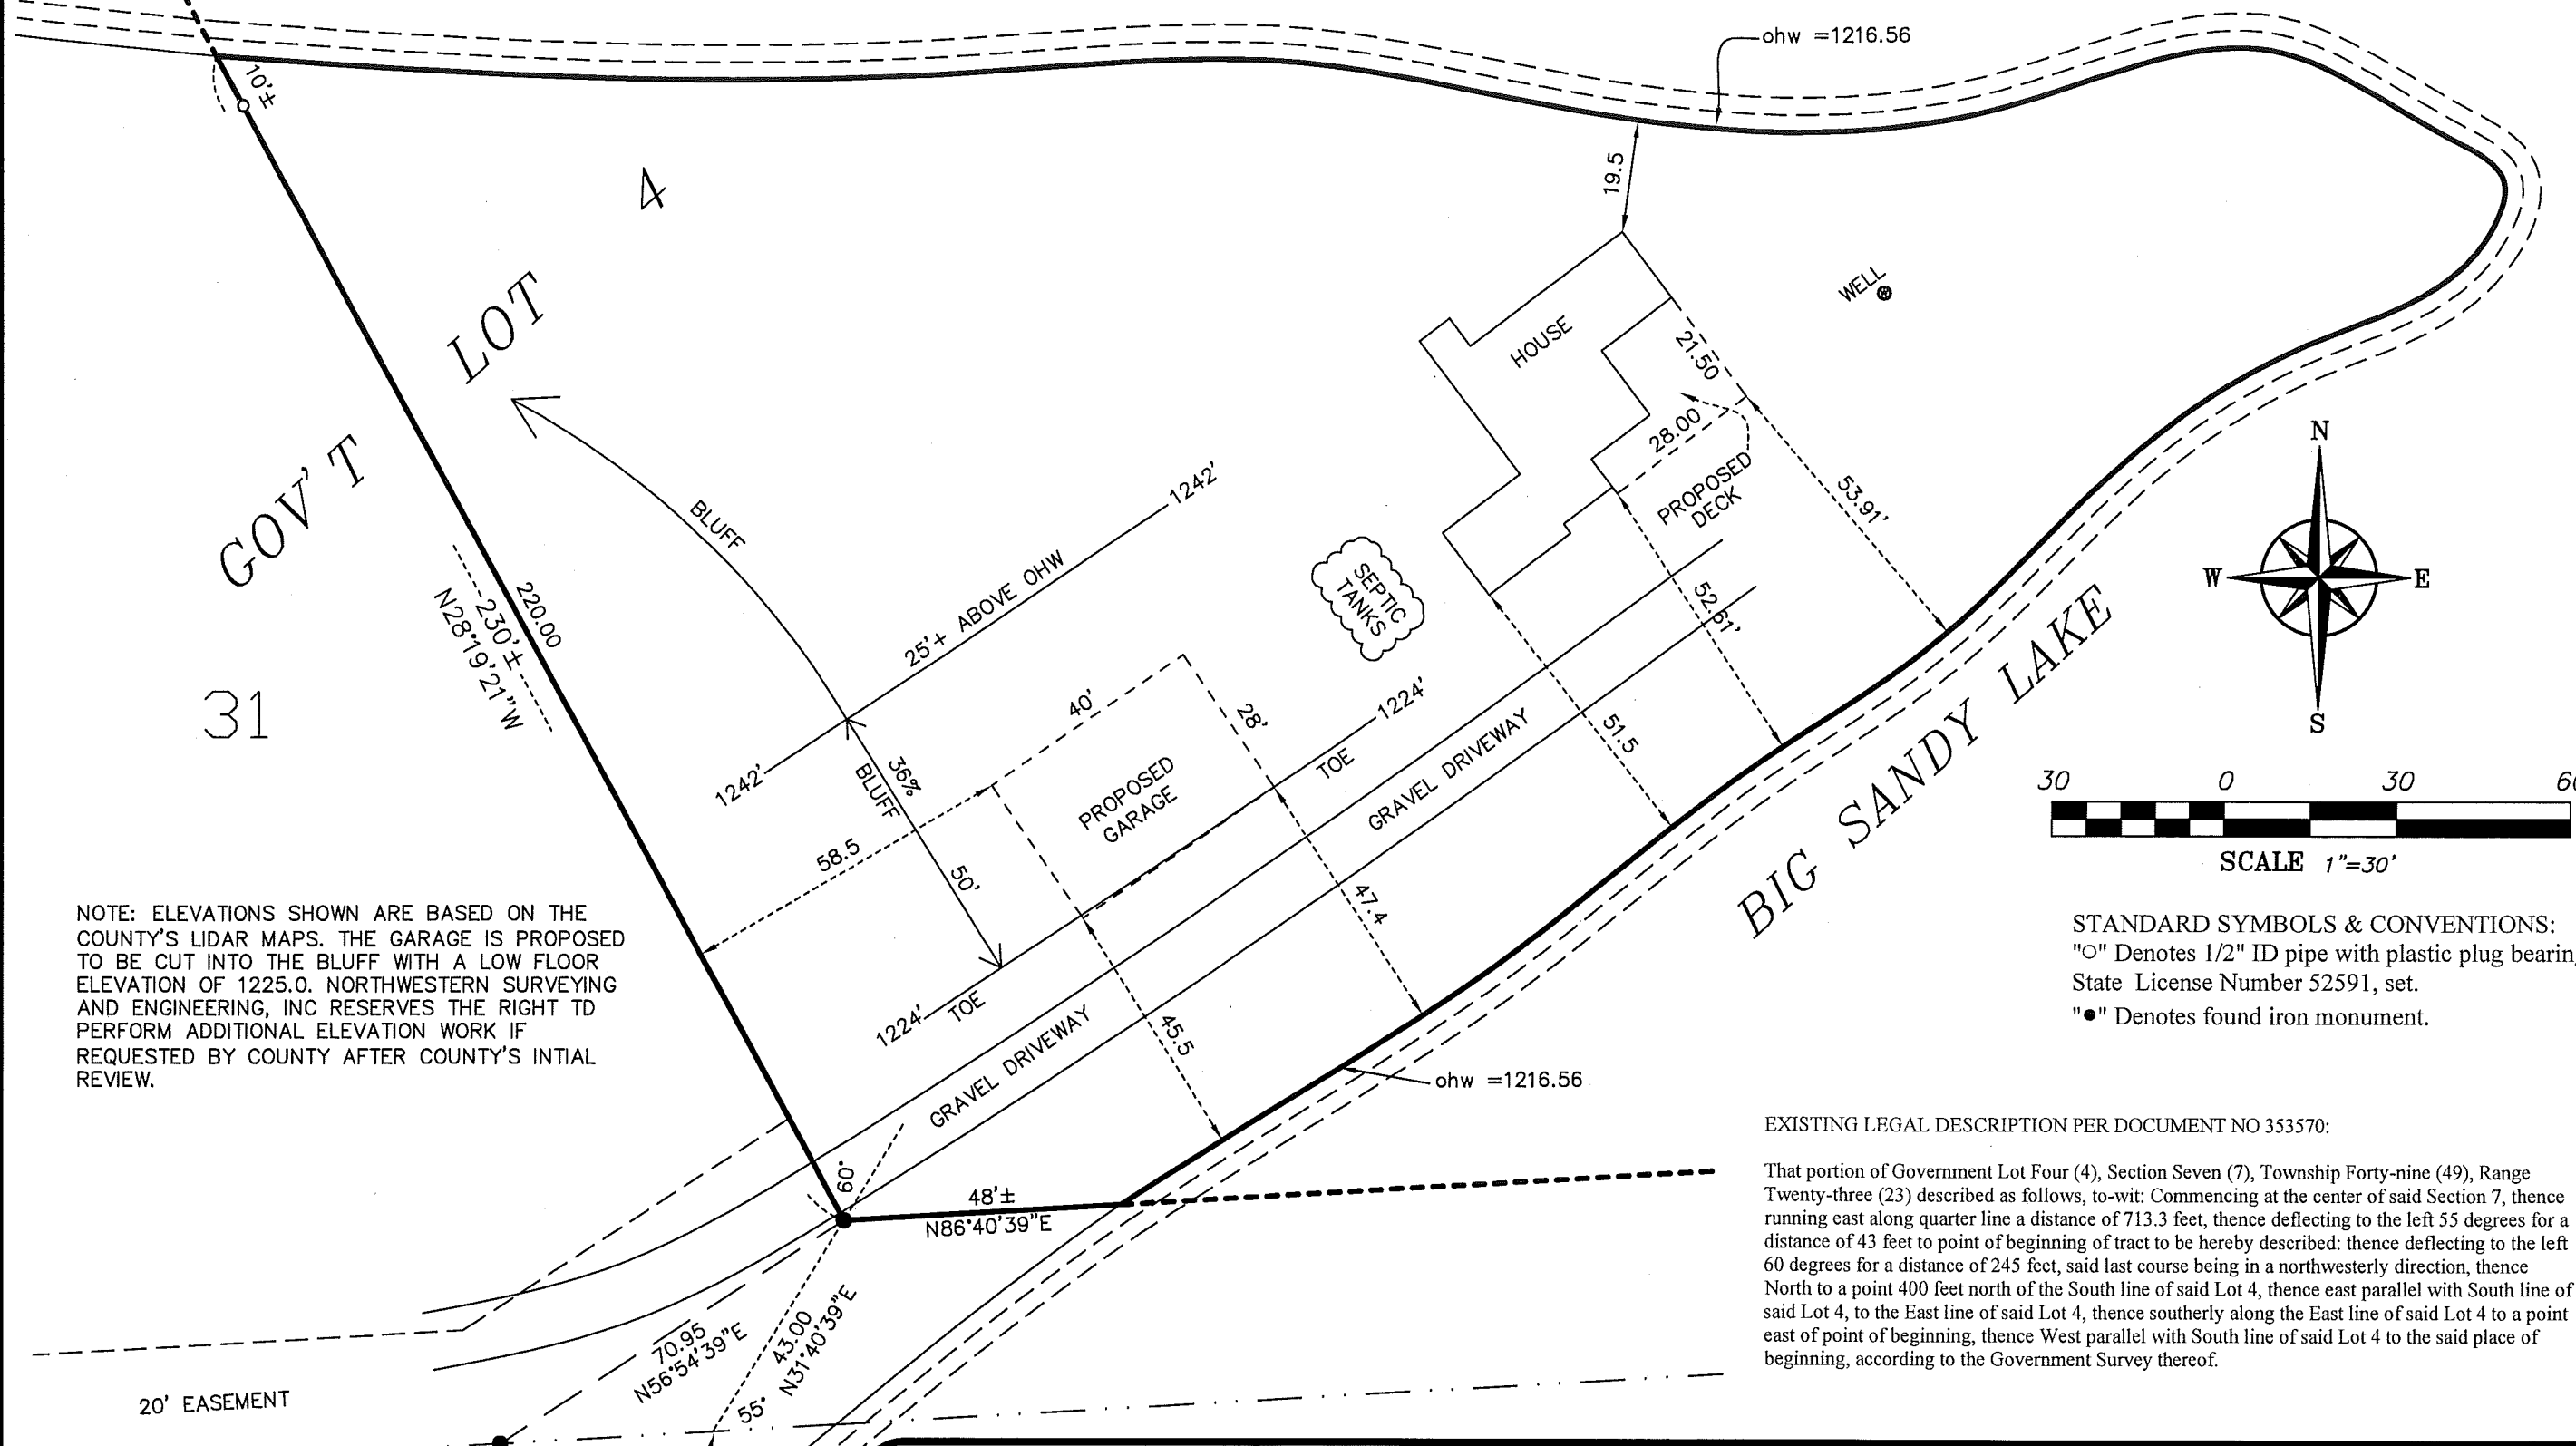 ohw =1216.56
10'±
19.5
4
LOT
GOV'T
31
WELL
HOUSE
21.50
28.00
PROPOSED
DECK
53.91'
52.61'
51.5
N
W
E
S
BLUFF
1242'
25'+ ABOVE OHW
1242'
SEPTIC
TANKS
220.00
230'±
N28°19'21"W
40'
28'
36%
BLUFF
50'
58.5
PROPOSED
GARAGE
1224'
TOE
GRAVEL DRIVEWAY
1224'
TOE
GRAVEL DRIVEWAY
47.4
45.5
BIG SANDY LAKE
30 0 30 60
SCALE 1"=30'
NOTE: ELEVATIONS SHOWN ARE BASED ON THE
COUNTY'S LIDAR MAPS. THE GARAGE IS PROPOSED
TO BE CUT INTO THE BLUFF WITH A LOW FLOOR
ELEVATION OF 1225.0. NORTHWESTERN SURVEYING
AND ENGINEERING, INC RESERVES THE RIGHT TD
PERFORM ADDITIONAL ELEVATION WORK IF
REQUESTED BY COUNTY AFTER COUNTY'S INTIAL
REVIEW.
STANDARD SYMBOLS & CONVENTIONS:
"○" Denotes 1/2" ID pipe with plastic plug bearin
State License Number 52591, set.
"●" Denotes found iron monument.
ohw =1216.56
60°
48'±
N86°40'39"E
70.95
N56°54'39"E
43.00
N31°40'39"E
55°
20' EASEMENT
EXISTING LEGAL DESCRIPTION PER DOCUMENT NO 353570:
That portion of Government Lot Four (4), Section Seven (7), Township Forty-nine (49), Range
Twenty-three (23) described as follows, to-wit: Commencing at the center of said Section 7, thence
running east along quarter line a distance of 713.3 feet, thence deflecting to the left 55 degrees for a
distance of 43 feet to point of beginning of tract to be hereby described: thence deflecting to the left
60 degrees for a distance of 245 feet, said last course being in a northwesterly direction, thence
North to a point 400 feet north of the South line of said Lot 4, thence east parallel with South line of
said Lot 4, to the East line of said Lot 4, thence southerly along the East line of said Lot 4 to a point
east of point of beginning, thence West parallel with South line of said Lot 4 to the said place of
beginning, according to the Government Survey thereof.